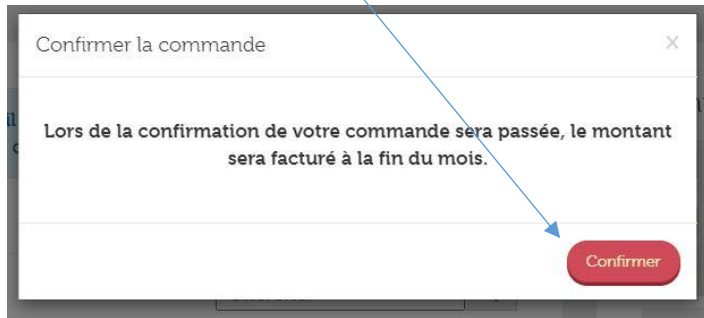 Confirmer la commande ×
Lors de la confirmation de votre commande sera passée, le montant
sera facturé à la fin du mois.
Confirmer